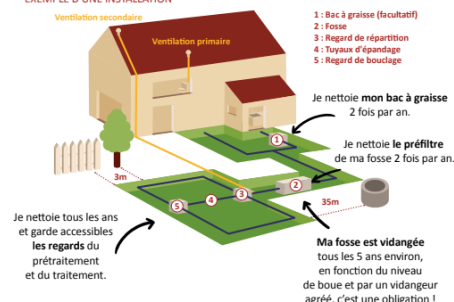 EXEMPLE D'UNE INSTALLATION
Ventilation secondaire
Ventilation primaire
1 : Bac à graisse (facultatif)
2 : Fosse
3 : Regard de répartition
4 : Tuyaux d'épandage
5 : Regard de bouclage
Je nettoie mon bac à graisse
2 fois par an.
Je nettoie le préfiltre
de ma fosse 2 fois par an.
1
2
3
4
5
3m
35m
Je nettoie tous les ans
et garde accessibles
les regards du
prétraitement
et du traitement.
Ma fosse est vidangée
tous les 5 ans environ,
en fonction du niveau
de boue et par un vidangeur
agréé, c'est une obligation !